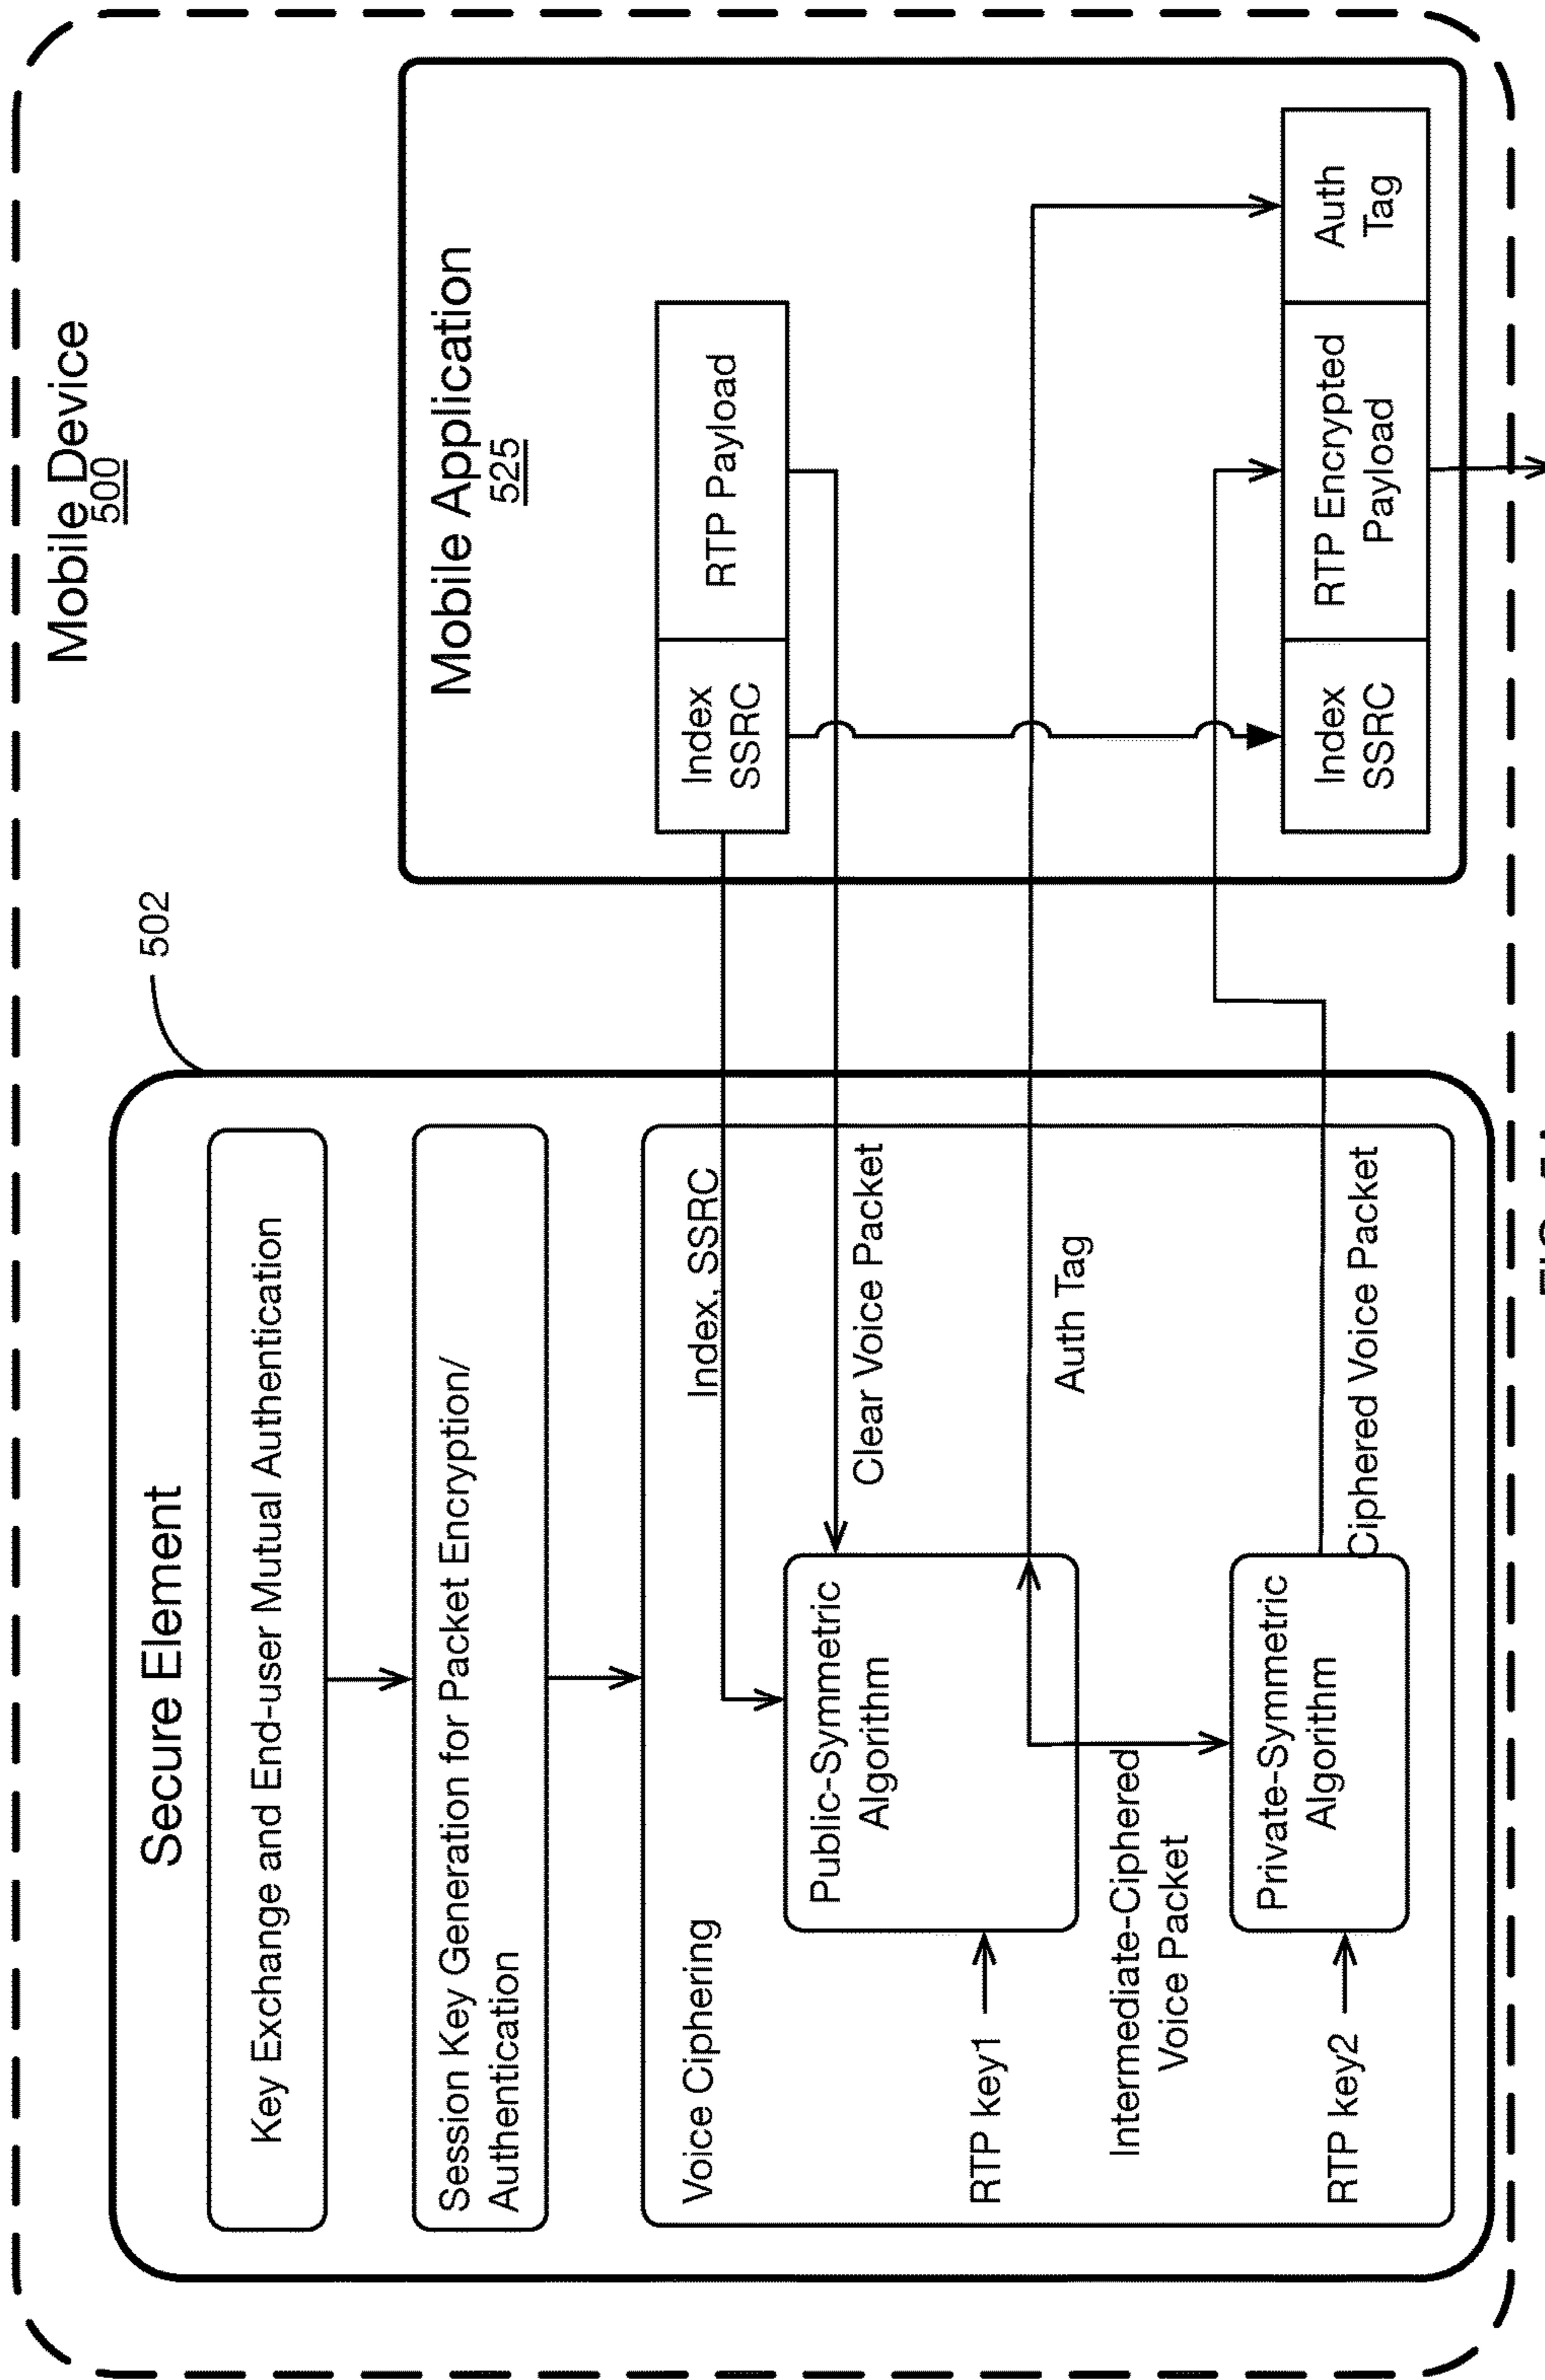 Mobile Device
500
502
Secure Element
Key Exchange and End-user Mutual Authentication
Session Key Generation for Packet Encryption/
Authentication
Voice Ciphering
Index, SSRC
Public-Symmetric
Algorithm
Clear Voice Packet
RTP key1
Auth Tag
Intermediate-Ciphered
Voice Packet
Private-Symmetric
Algorithm
RTP key2
Ciphered Voice Packet
Mobile Application
525
Index
SSRC
RTP Payload
Index
SSRC
RTP Encrypted
Payload
Auth
Tag